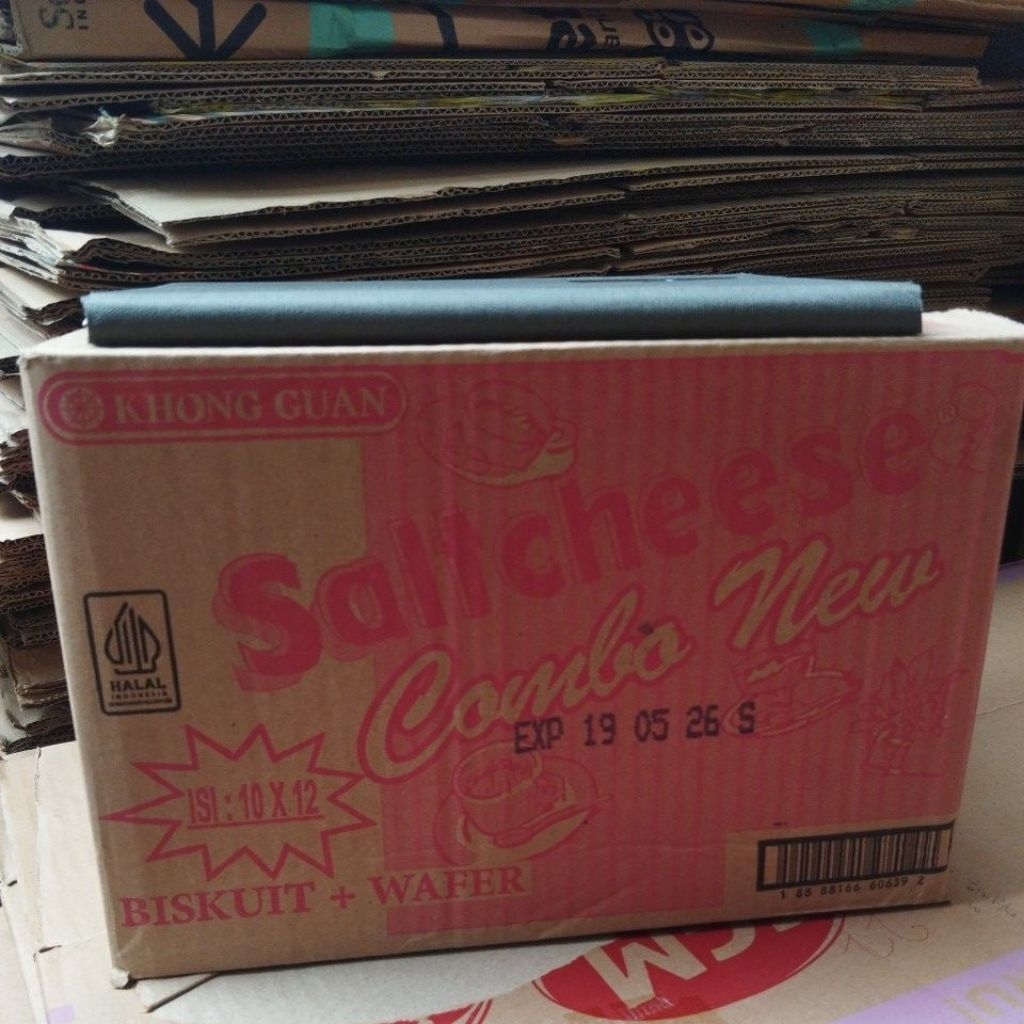 KHONG GUAN
Saltcheese®
Combo New
HALAL
INDONESIA
EXP 19 05 26 S
ISI : 10 X 12
BISKUIT + WAFER
1 88 88166 60639 2